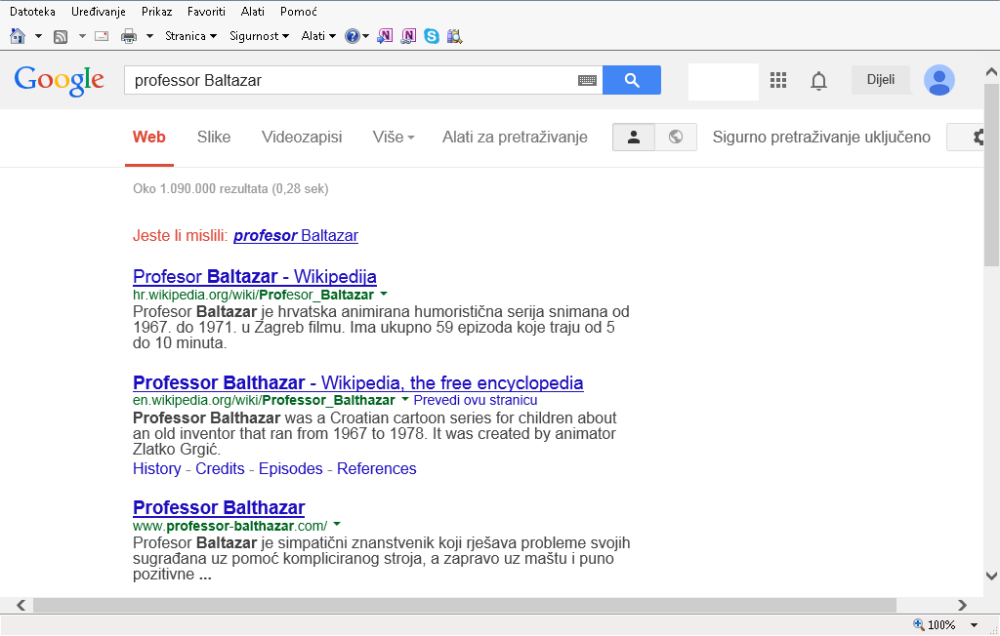 Datoteka Uređivanje Prikaz Favoriti Alati Pomoć
Stranica Sigurnost Alati
Google professor Baltazar Dijeli
Web Slike Videozapisi Više Alati za pretraživanje Sigurno pretraživanje uključeno
Oko 1.090.000 rezultata (0,28 sek)
Jeste li mislili: profesor Baltazar
Profesor Baltazar - Wikipedija
hr.wikipedia.org/wiki/Profesor_Baltazar
Profesor Baltazar je hrvatska animirana humoristična serija snimana od
1967. do 1971. u Zagreb filmu. Ima ukupno 59 epizoda koje traju od 5
do 10 minuta.
Professor Balthazar - Wikipedia, the free encyclopedia
en.wikipedia.org/wiki/Professor_Balthazar Prevedi ovu stranicu
Professor Balthazar was a Croatian cartoon series for children about
an old inventor that ran from 1967 to 1978. It was created by animator
Zlatko Grgić.
History - Credits - Episodes - References
Professor Balthazar
www.professor-balthazar.com/
Profesor Baltazar je simpatični znanstvenik koji rješava probleme svojih
sugrađana uz pomoć kompliciranog stroja, a zapravo uz maštu i puno
pozitivne ...
100%